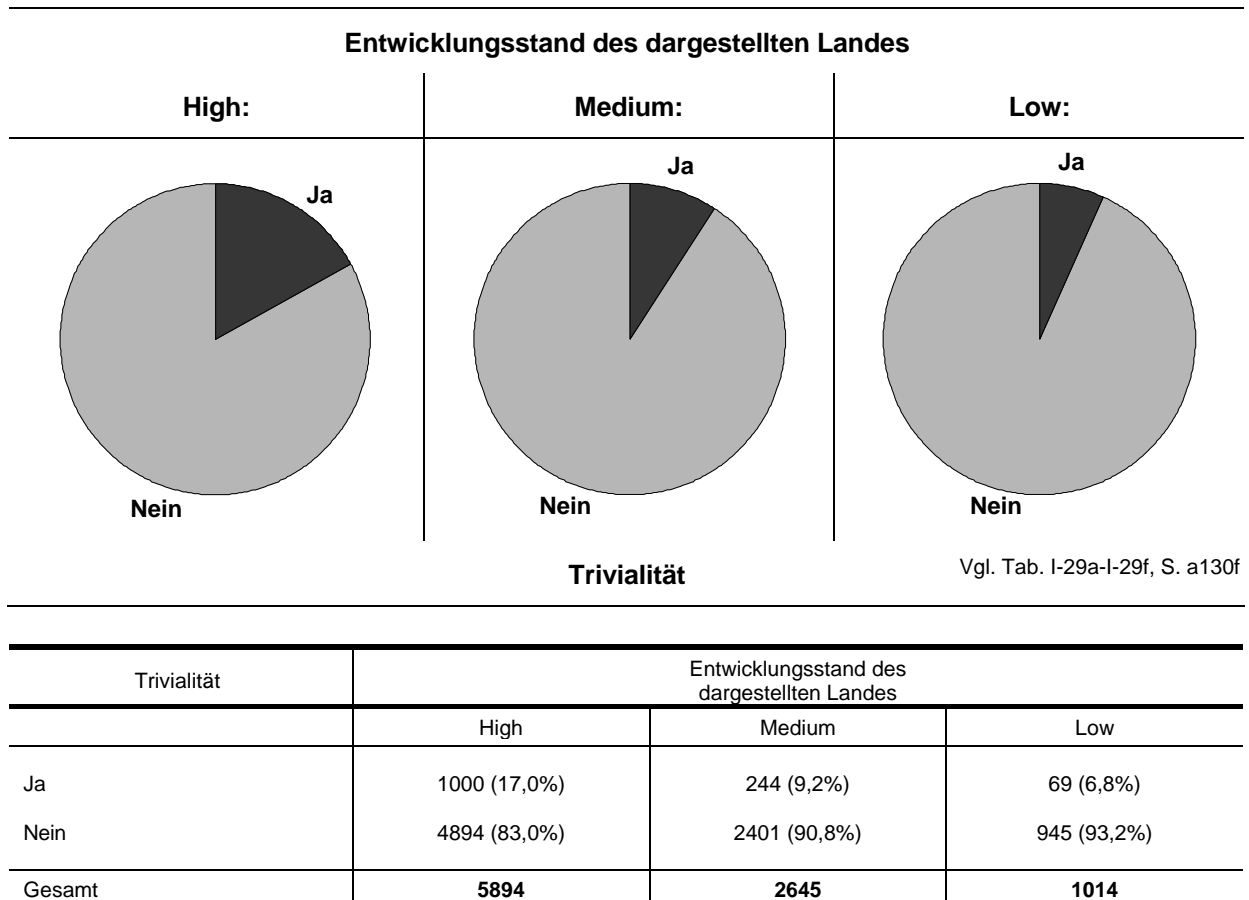 Entwicklungsstand des dargestellten Landes
High: Medium: Low:
Ja Ja Ja
Nein Nein Nein
Trivialität Vgl. Tab. I-29a-I-29f, S. a130f
Trivialität Entwicklungsstand des
dargestellten Landes
High Medium Low
Ja 1000 (17,0%) 244 (9,2%) 69 (6,8%)
Nein 4894 (83,0%) 2401 (90,8%) 945 (93,2%)
Gesamt 5894 2645 1014